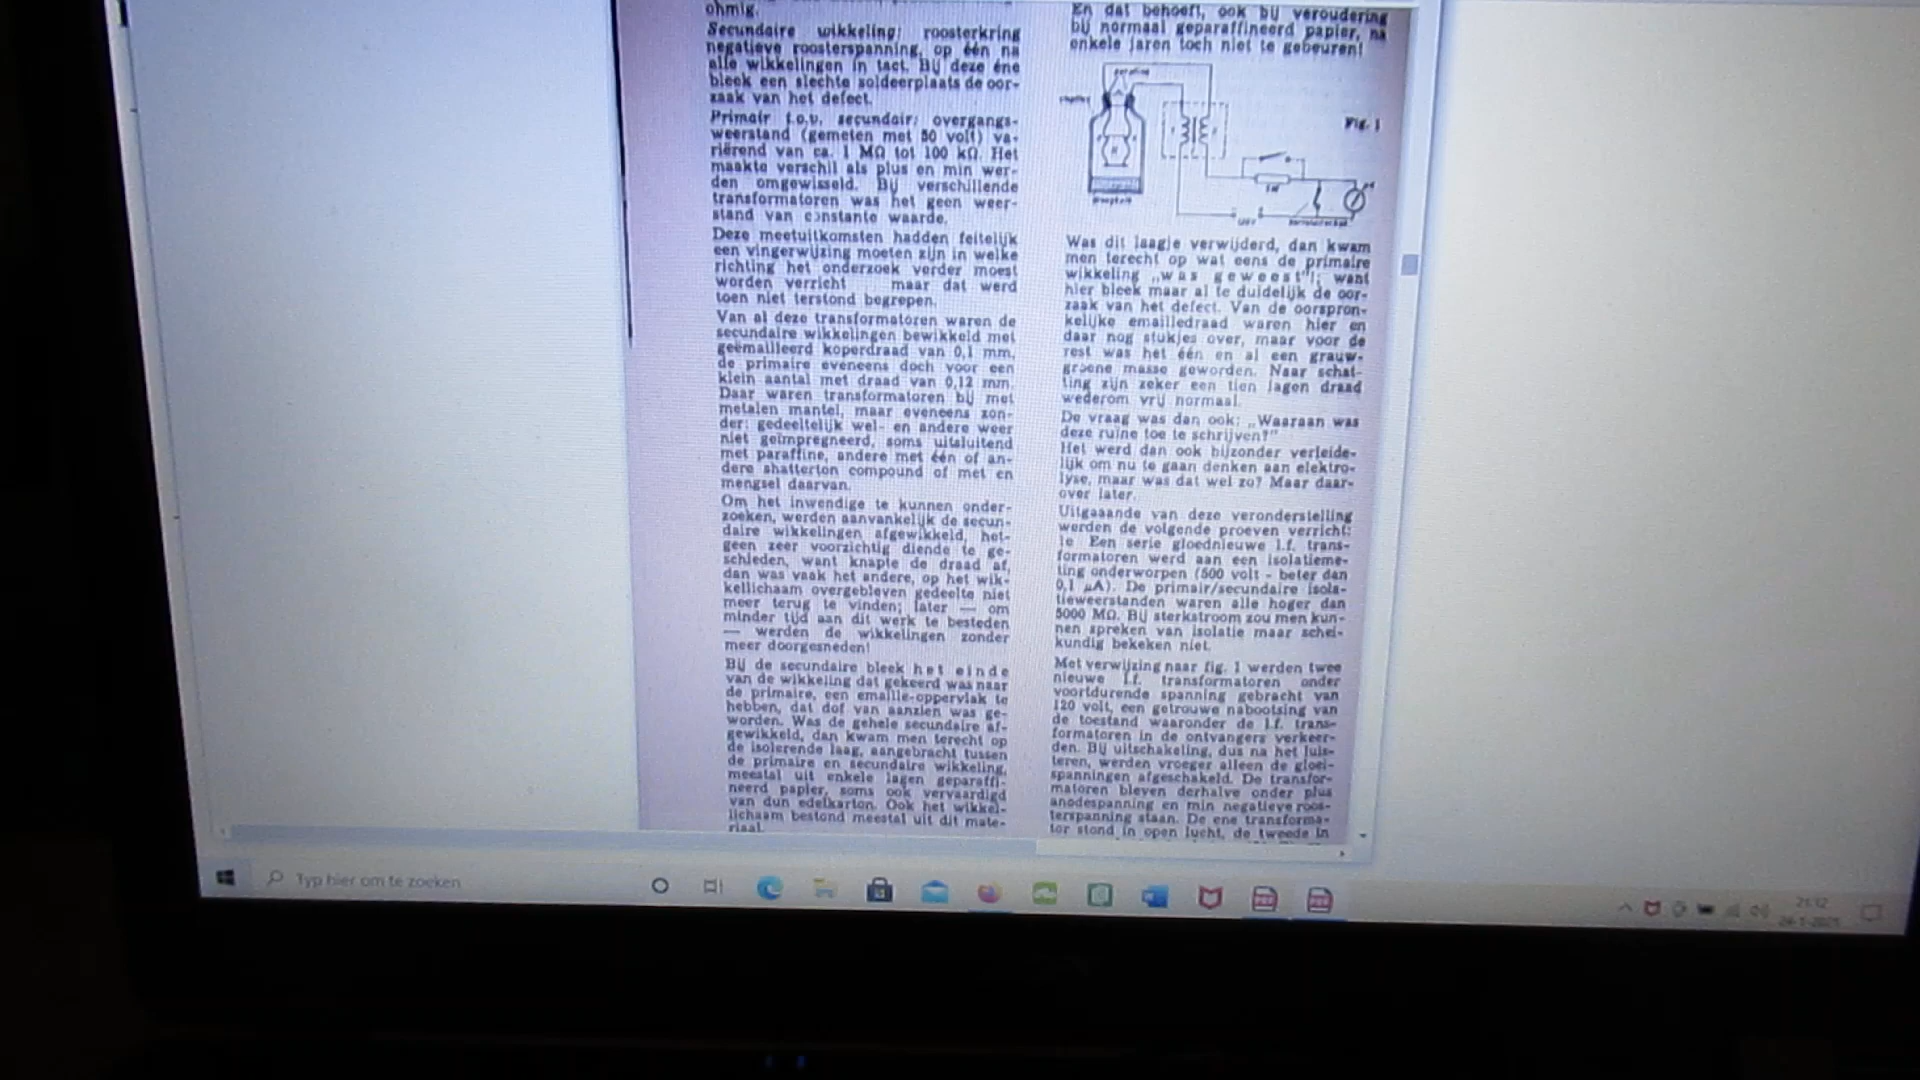 ohmig.
Secundaire wikkeling: roosterkring
negatieve roosterspanning, op één na
alle wikkelingen in tact. Bij deze éne
bleek een slechte soldeerplaats de oor-
zaak van het defect.
Primair t.o.v. secundair: overgangs-
weerstand (gemeten met 50 volt) va-
riërend van ca. 1 MΩ tot 100 kΩ. Het
maakte verschil als plus en min wer-
den omgewisseld. Bij verschillende
transformatoren was het geen weer-
stand van constante waarde.
Deze meetuitkomsten hadden feitelijk
een vingerwijzing moeten zijn in welke
richting het onderzoek verder moest
worden verricht maar dat werd
toen niet terstond begrepen.
Van al deze transformatoren waren de
secundaire wikkelingen bewikkeld met
geëmailleerd koperdraad van 0,1 mm,
de primaire eveneens doch voor een
klein aantal met draad van 0,12 mm.
Daar waren transformatoren bij met
metalen mantel, maar eveneens zon-
der; gedeeltelijk wel- en andere weer
niet geïmpregneerd, soms uitsluitend
met paraffine, andere met één of an-
dere shatterton compound of met en
mengsel daarvan.
Om het inwendige te kunnen onder-
zoeken, werden aanvankelijk de secun-
daire wikkelingen afgewikkeld, het-
geen zeer voorzichtig diende te ge-
schieden, want knapte de draad af,
dan was vaak het andere, op het wik-
kellichaam overgebleven gedeelte niet
meer terug te vinden; later — om
minder tijd aan dit werk te besteden
— werden de wikkelingen zonder
meer doorgesneden!
Bij de secundaire bleek het einde
van de wikkeling dat gekeerd was naar
de primaire, een emaille-oppervlak te
hebben, dat dof van aanzien was ge-
worden. Was de gehele secundaire af-
gewikkeld, dan kwam men terecht op
de isolerende laag, aangebracht tussen
de primaire en secundaire wikkeling,
meestal uit enkele lagen geparaffi-
neerd papier, soms ook vervaardigd
van dun edelkarton. Ook het wikkel-
lichaam bestond meestal uit dit mate-
riaal.
En dat behoeft, ook bij veroudering
bij normaal geparaffineerd papier, na
enkele jaren toch niet te gebeuren!
Fig. 1
Was dit laagje verwijderd, dan kwam
men terecht op wat eens de primaire
wikkeling „was geweest"!; want
hier bleek maar al te duidelijk de oor-
zaak van het defect. Van de oorspron-
kelijke emailledraad waren hier en
daar nog stukjes over, maar voor de
rest was het één en al een grauw-
groene masse geworden. Naar schat-
ting zijn zeker een tien lagen draad
wederom vrij normaal.
De vraag was dan ook: „Waaraan was
deze ruïne toe te schrijven?"
Het werd dan ook bijzonder verleide-
lijk om nu te gaan denken aan elektro-
lyse, maar was dat wel zo? Maar daar-
over later.
Uitgaaande van deze veronderstelling
werden de volgende proeven verricht:
1e Een serie gloednieuwe l.f. trans-
formatoren werd aan een isolatieme-
ting onderworpen (500 volt - beter dan
0,1 µA). De primair/secundaire isola-
tieweerstanden waren alle hoger dan
5000 MΩ. Bij sterkstroom zou men kun-
nen spreken van isolatie maar schei-
kundig bekeken niet.
Met verwijzing naar fig. 1 werden twee
nieuwe l.f. transformatoren onder
voortdurende spanning gebracht van
120 volt, een getrouwe nabootsing van
de toestand waaronder de l.f. trans-
formatoren in de ontvangers verkeer-
den. Bij uitschakeling, dus na het luis-
teren, werden vroeger alleen de gloei-
spanningen afgeschakeld. De transfor-
matoren bleven derhalve onder plus
anodespanning en min negatieve roos-
terspanning staan. De ene transforma-
tor stond in open lucht, de tweede in
Typ hier om te zoeken
21:12